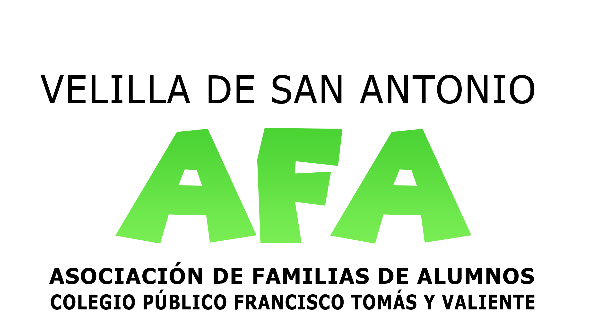 VELILLA DE SAN ANTONIO
AFA
ASOCIACIÓN DE FAMILIAS DE ALUMNOS
COLEGIO PÚBLICO FRANCISCO TOMÁS Y VALIENTE